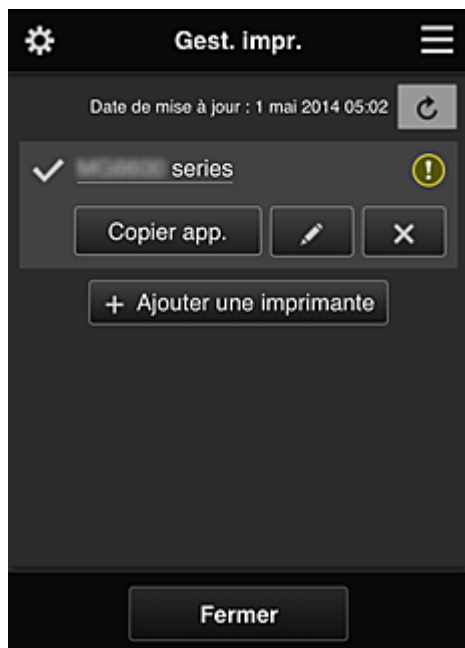 Gest. impr.
Date de mise à jour : 1 mai 2014 05:02
series
Copier app.
+ Ajouter une imprimante
Fermer